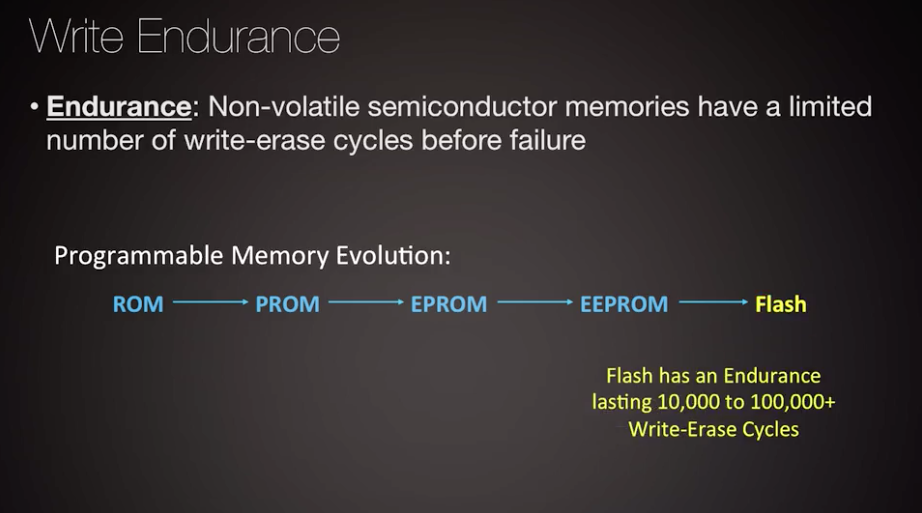 Write Endurance
• Endurance: Non-volatile semiconductor memories have a limited
number of write-erase cycles before failure
Programmable Memory Evolution:
ROM PROM EPROM EEPROM Flash
Flash has an Endurance
lasting 10,000 to 100,000+
Write-Erase Cycles